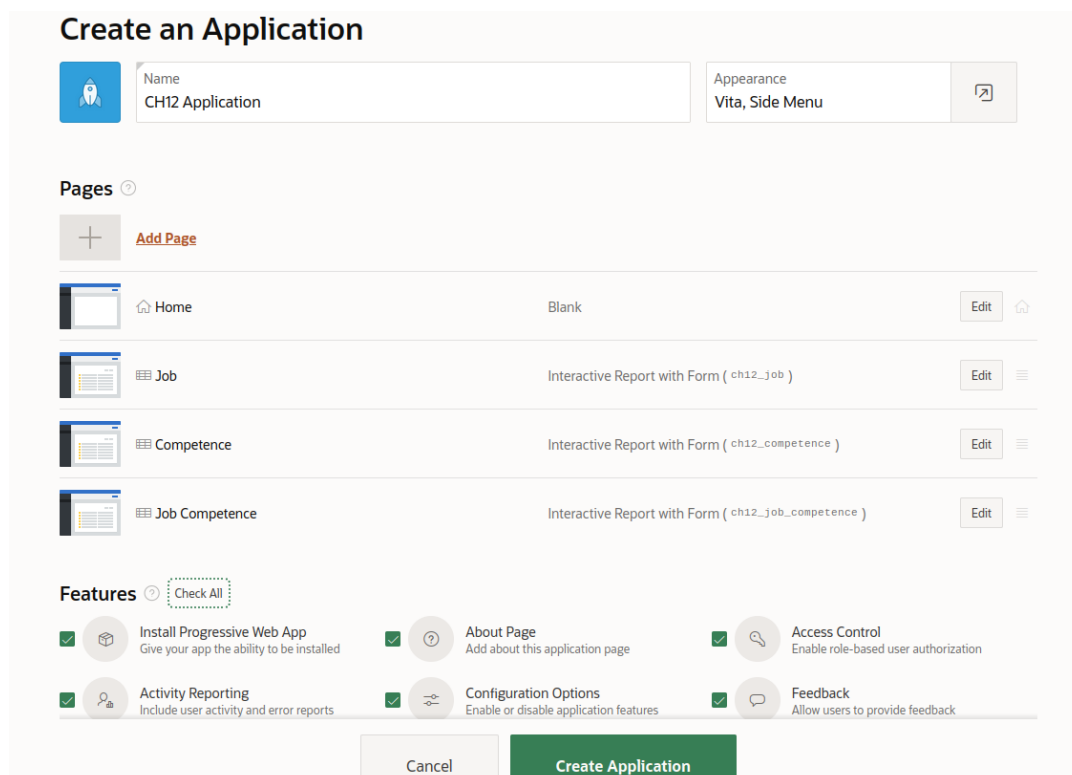 Create an Application
Name
CH12 Application
Appearance
Vita, Side Menu
Pages ?
Add Page
Home Blank Edit
Job Interactive Report with Form ( ch12_job ) Edit
Competence Interactive Report with Form ( ch12_competence ) Edit
Job Competence Interactive Report with Form ( ch12_job_competence ) Edit
Features ? Check All
Install Progressive Web App
Give your app the ability to be installed
? About Page
Add about this application page
Access Control
Enable role-based user authorization
Activity Reporting
Include user activity and error reports
Configuration Options
Enable or disable application features
Feedback
Allow users to provide feedback
Cancel Create Application